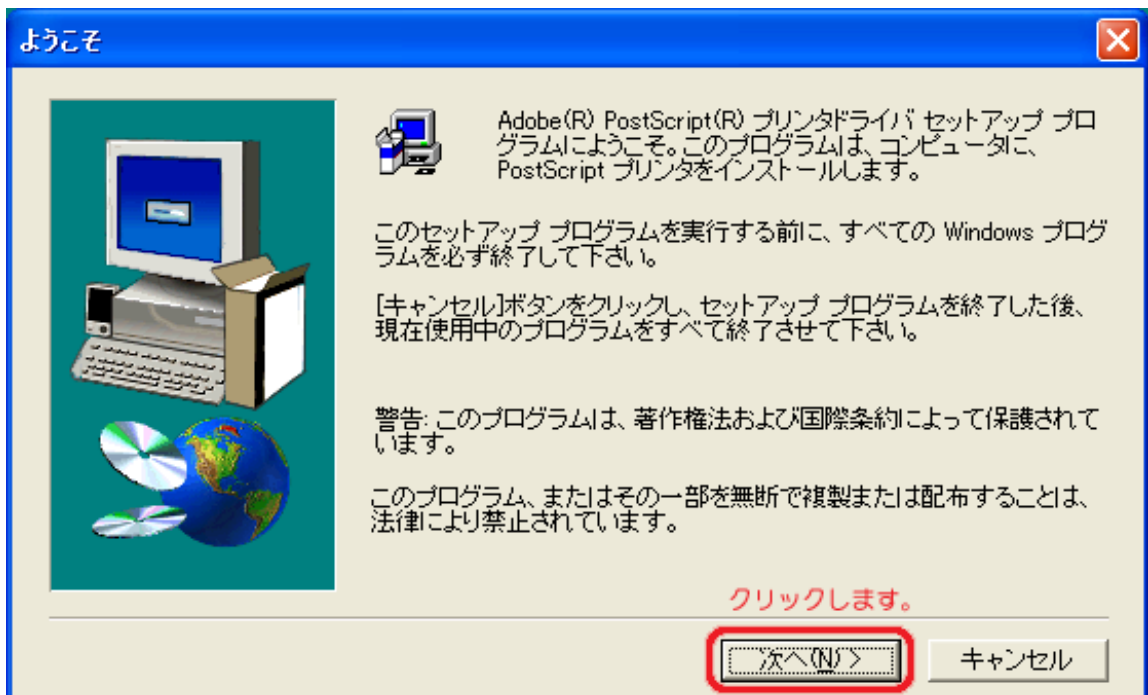 ようこそ
Adobe(R) PostScript(R) プリンタドライバ セットアップ プロ
グラムにようこそ。このプログラムは、コンピュータに、
PostScript プリンタをインストールします。
このセットアップ プログラムを実行する前に、すべての Windows プログ
ラムを必ず終了して下さい。
[キャンセル]ボタンをクリックし、セットアップ プログラムを終了した後、
現在使用中のプログラムをすべて終了させて下さい。
警告: このプログラムは、著作権法および国際条約によって保護されて
います。
このプログラム、またはその一部を無断で複製または配布することは、
法律により禁止されています。
クリックします。
次へ(N) >
キャンセル